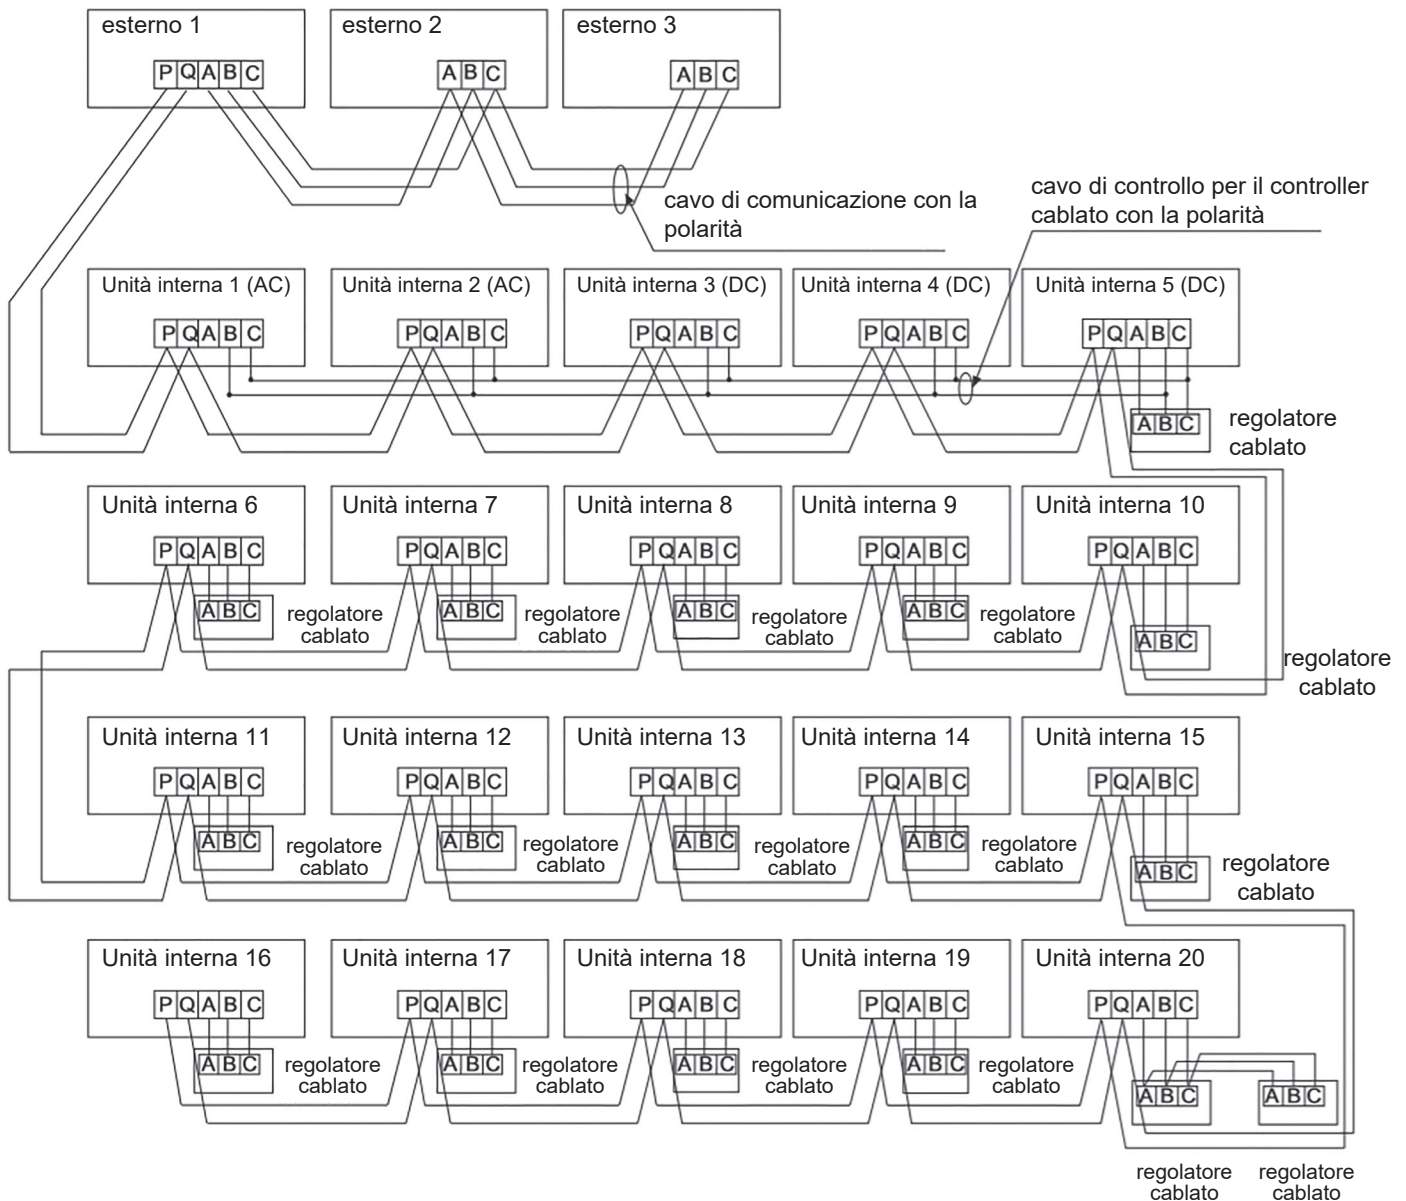 esterno 1
esterno 2
esterno 3
P Q A B C
A B C
A B C
cavo di comunicazione con la
polarità
cavo di controllo per il controller
cablato con la polarità
Unità interna 1 (AC)
Unità interna 2 (AC)
Unità interna 3 (DC)
Unità interna 4 (DC)
Unità interna 5 (DC)
P Q A B C
P Q A B C
P Q A B C
P Q A B C
P Q A B C
A B C
regolatore
cablato
Unità interna 6
Unità interna 7
Unità interna 8
Unità interna 9
Unità interna 10
P Q A B C
P Q A B C
P Q A B C
P Q A B C
P Q A B C
A B C
regolatore
cablato
A B C
regolatore
cablato
A B C
regolatore
cablato
A B C
regolatore
cablato
A B C
regolatore
cablato
Unità interna 11
Unità interna 12
Unità interna 13
Unità interna 14
Unità interna 15
P Q A B C
P Q A B C
P Q A B C
P Q A B C
P Q A B C
A B C
regolatore
cablato
A B C
regolatore
cablato
A B C
regolatore
cablato
A B C
regolatore
cablato
A B C
regolatore
cablato
Unità interna 16
Unità interna 17
Unità interna 18
Unità interna 19
Unità interna 20
P Q A B C
P Q A B C
P Q A B C
P Q A B C
P Q A B C
A B C
regolatore
cablato
A B C
regolatore
cablato
A B C
regolatore
cablato
A B C
regolatore
cablato
A B C
A B C
regolatore
cablato
regolatore
cablato